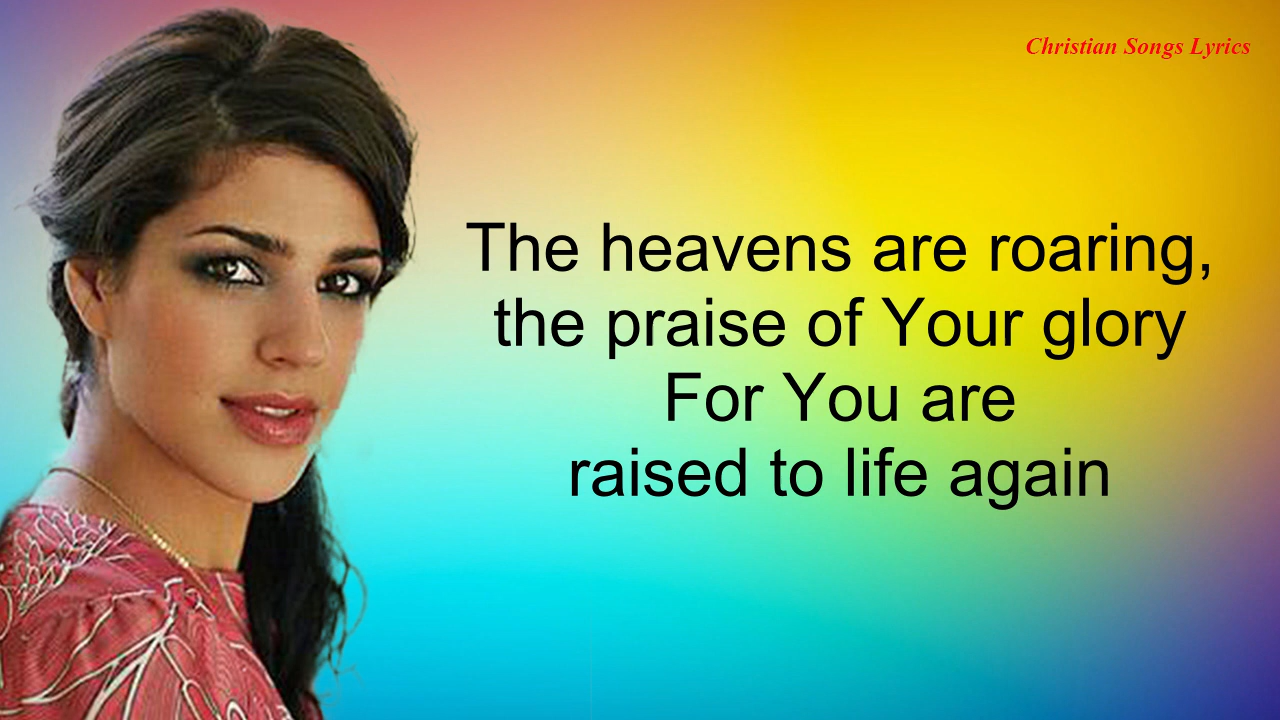 Christian Songs Lyrics
The heavens are roaring,
the praise of Your glory
For You are
raised to life again